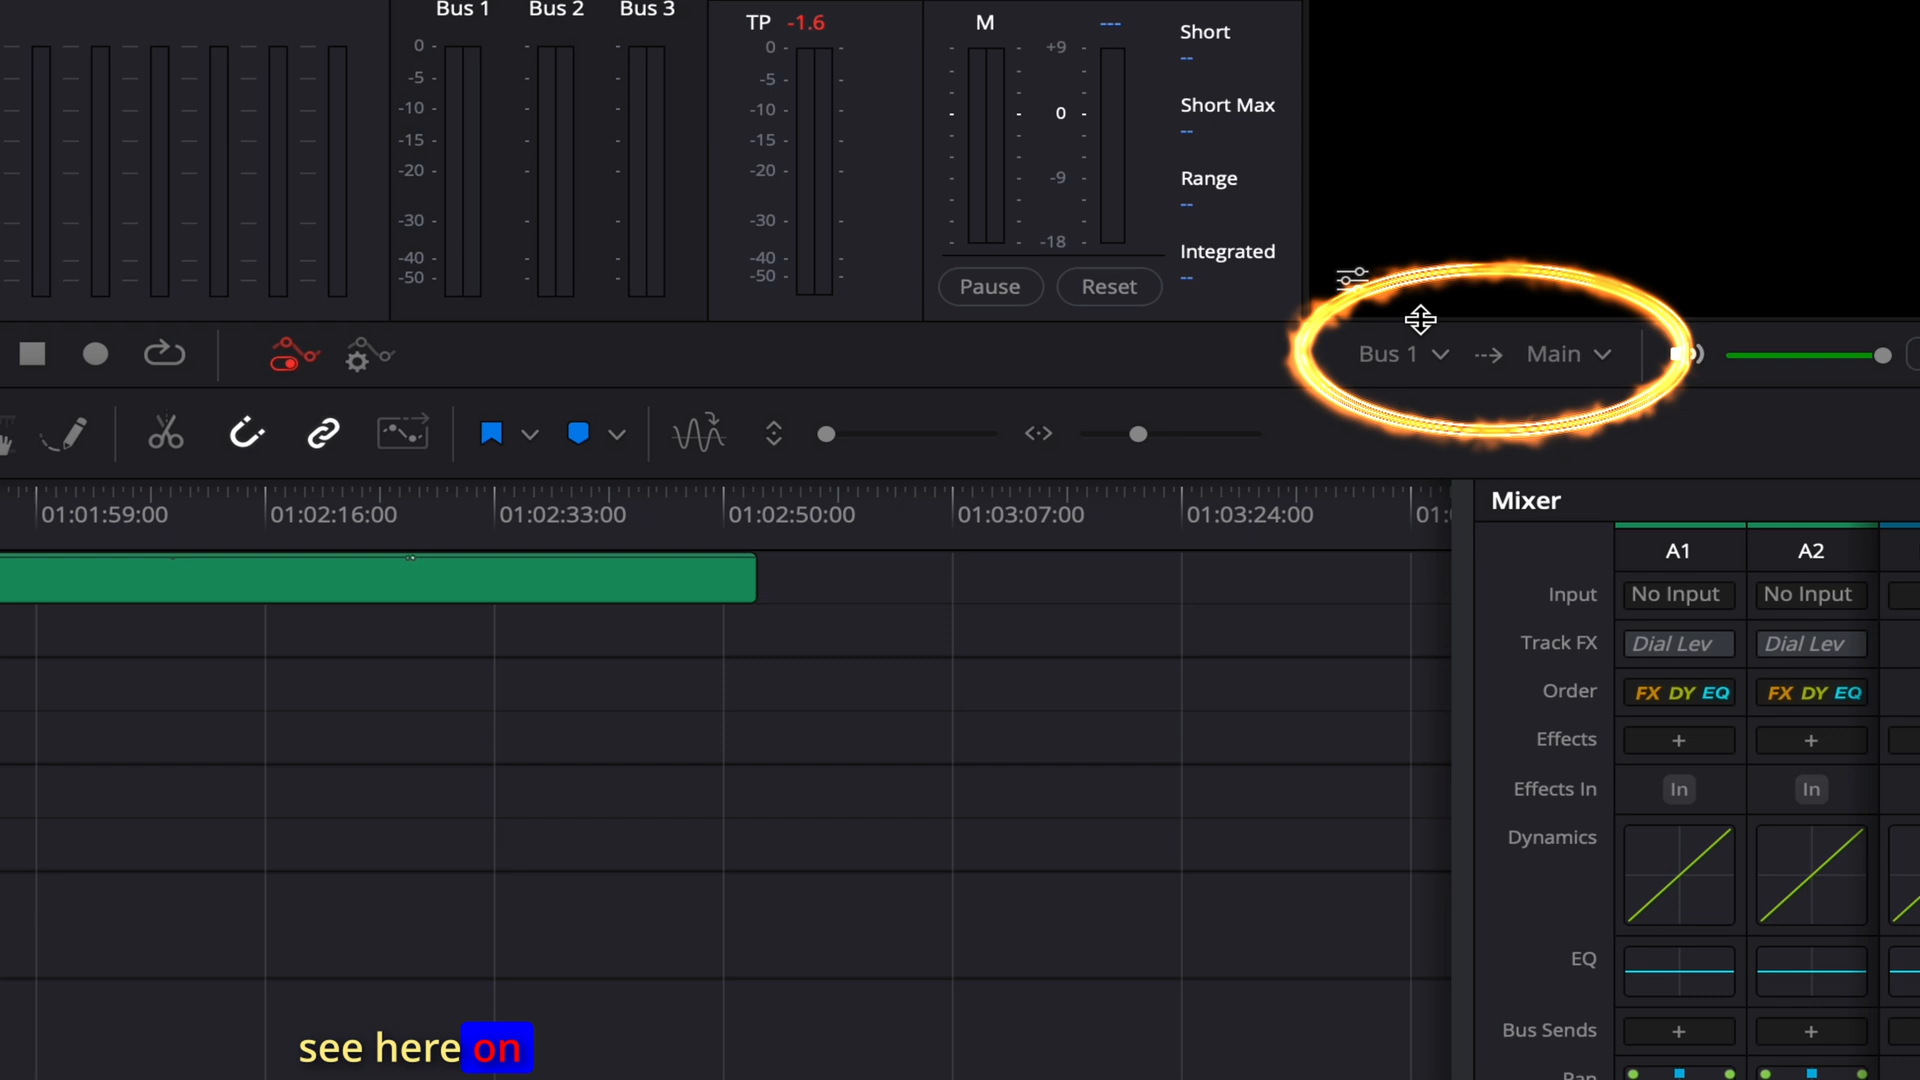 Bus 1 Bus 2 Bus 3
TP -1.6
M ---
0 -5 -10 -15 -20 -30 -40 -50
0 -5 -10 -15 -20 -30 -40 -50
+9 0 -9 -18
Short
--
Short Max
--
Range
--
Integrated
--
Pause Reset
Bus 1 Main
01:01:59:00 01:02:16:00 01:02:33:00 01:02:50:00 01:03:07:00 01:03:24:00
Mixer
A1 A2
Input No Input No Input
Track FX Dial Lev Dial Lev
Order FX DY EQ FX DY EQ
Effects + +
Effects In In In
Dynamics
EQ
Bus Sends + +
see here on